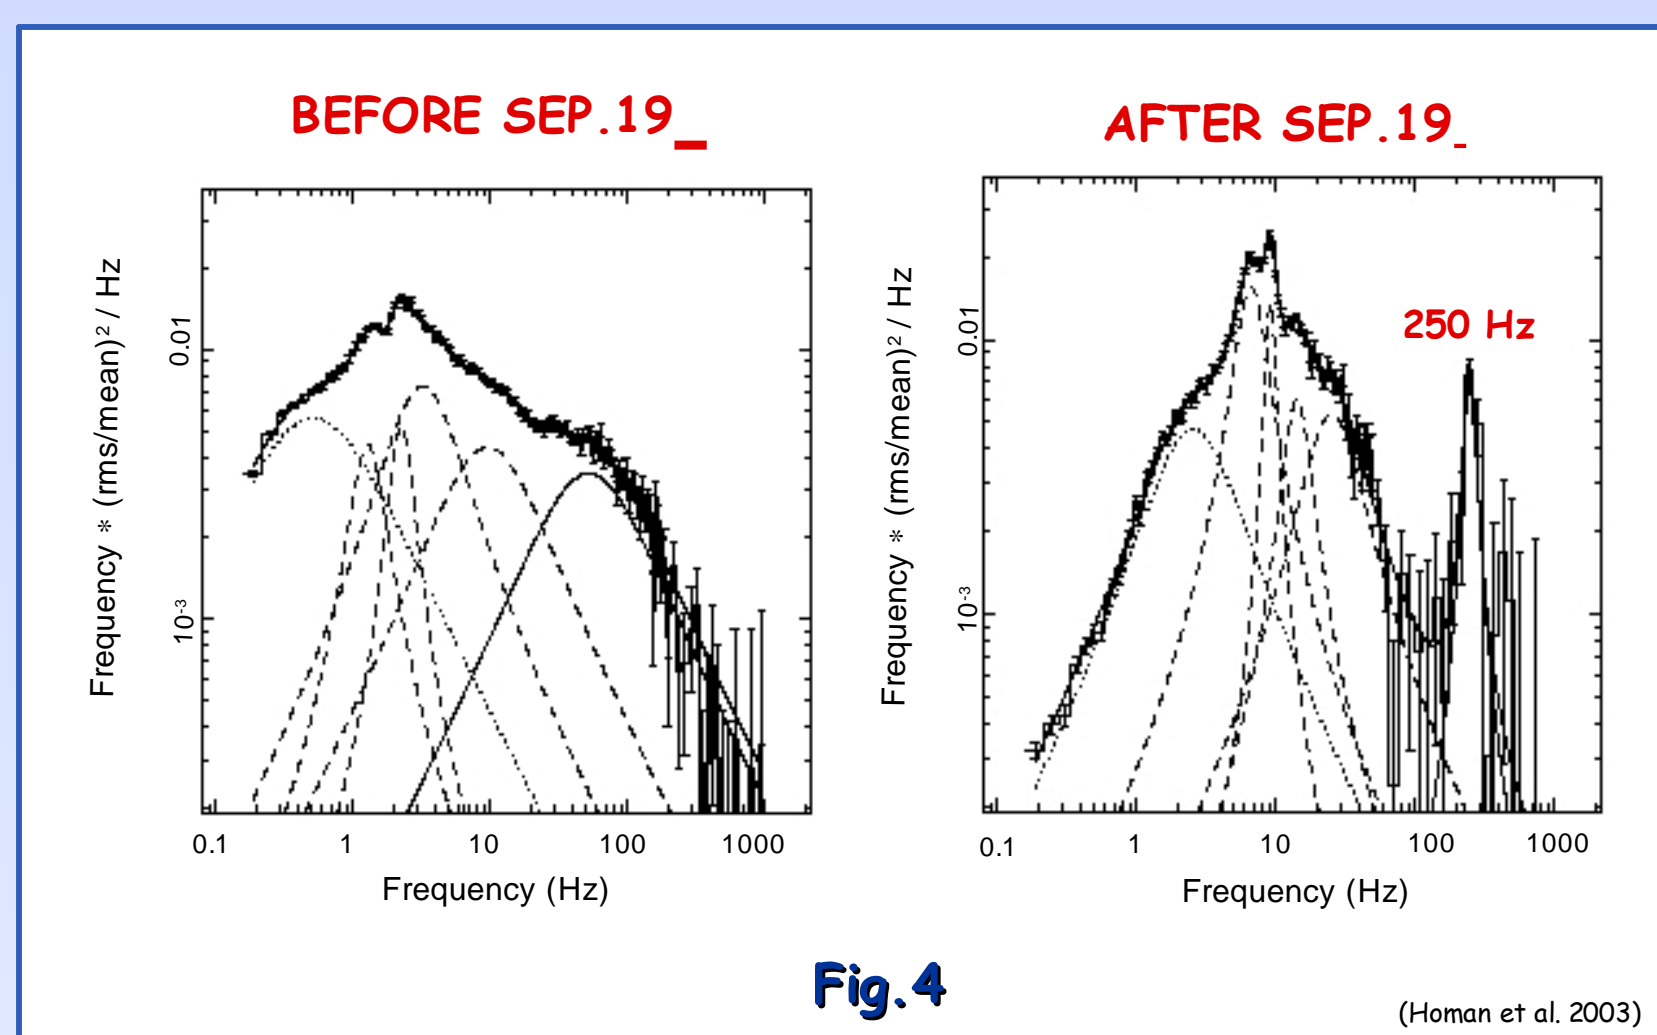 BEFORE SEP.19_
AFTER SEP.19_
Frequency * (rms/mean)² / Hz
0.01
10⁻³
0.1 1 10 100 1000
Frequency (Hz)
Frequency * (rms/mean)² / Hz
0.01
10⁻³
250 Hz
0.1 1 10 100 1000
Frequency (Hz)
Fig.4
(Homan et al. 2003)